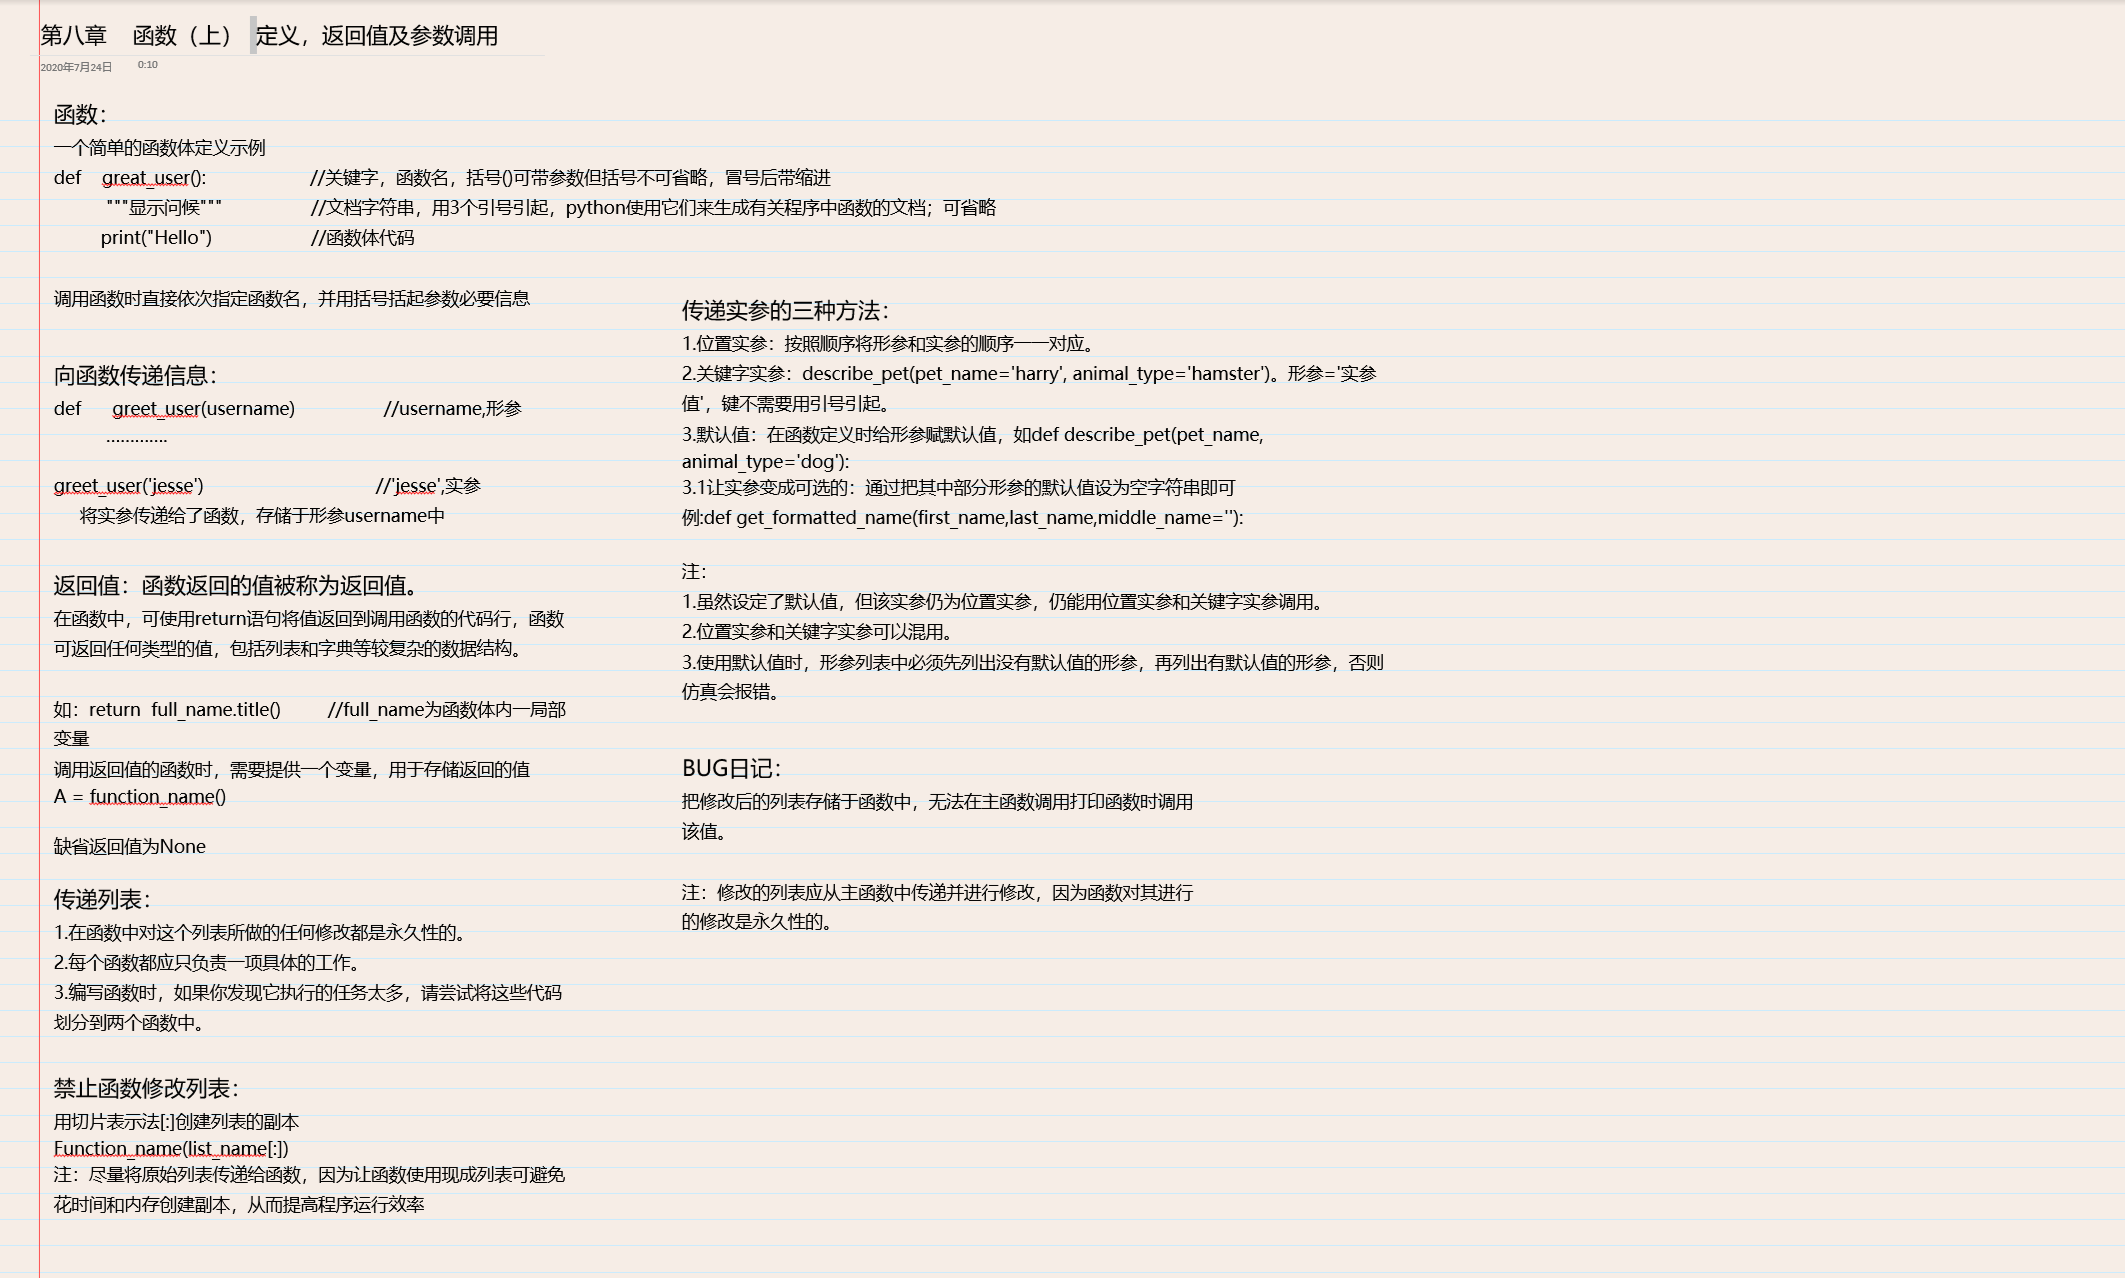 第八章 函数（上） 定义，返回值及参数调用
2020年7月24日 0:10
函数：
一个简单的函数体定义示例
def great_user(): //关键字，函数名，括号()可带参数但括号不可省略，冒号后带缩进
"""显示问候""" //文档字符串，用3个引号引起，python使用它们来生成有关程序中函数的文档；可省略
print("Hello") //函数体代码
调用函数时直接依次指定函数名，并用括号括起参数必要信息
向函数传递信息：
def greet_user(username) //username,形参
.............
greet_user('jesse') //'jesse',实参
将实参传递给了函数，存储于形参username中
返回值：函数返回的值被称为返回值。
在函数中，可使用return语句将值返回到调用函数的代码行，函数
可返回任何类型的值，包括列表和字典等较复杂的数据结构。
如：return full_name.title() //full_name为函数体内一局部
变量
调用返回值的函数时，需要提供一个变量，用于存储返回的值
A = function_name()
缺省返回值为None
传递列表：
1.在函数中对这个列表所做的任何修改都是永久性的。
2.每个函数都应只负责一项具体的工作。
3.编写函数时，如果你发现它执行的任务太多，请尝试将这些代码
划分到两个函数中。
禁止函数修改列表：
用切片表示法[:]创建列表的副本
Function_name(list_name[:])
注：尽量将原始列表传递给函数，因为让函数使用现成列表可避免
花时间和内存创建副本，从而提高程序运行效率
传递实参的三种方法：
1.位置实参：按照顺序将形参和实参的顺序一一对应。
2.关键字实参：describe_pet(pet_name='harry', animal_type='hamster')。形参='实参
值'，键不需要用引号引起。
3.默认值：在函数定义时给形参赋默认值，如def describe_pet(pet_name,
animal_type='dog'):
3.1让实参变成可选的：通过把其中部分形参的默认值设为空字符串即可
例:def get_formatted_name(first_name,last_name,middle_name=''):
注：
1.虽然设定了默认值，但该实参仍为位置实参，仍能用位置实参和关键字实参调用。
2.位置实参和关键字实参可以混用。
3.使用默认值时，形参列表中必须先列出没有默认值的形参，再列出有默认值的形参，否则
仿真会报错。
BUG日记：
把修改后的列表存储于函数中，无法在主函数调用打印函数时调用
该值。
注：修改的列表应从主函数中传递并进行修改，因为函数对其进行
的修改是永久性的。